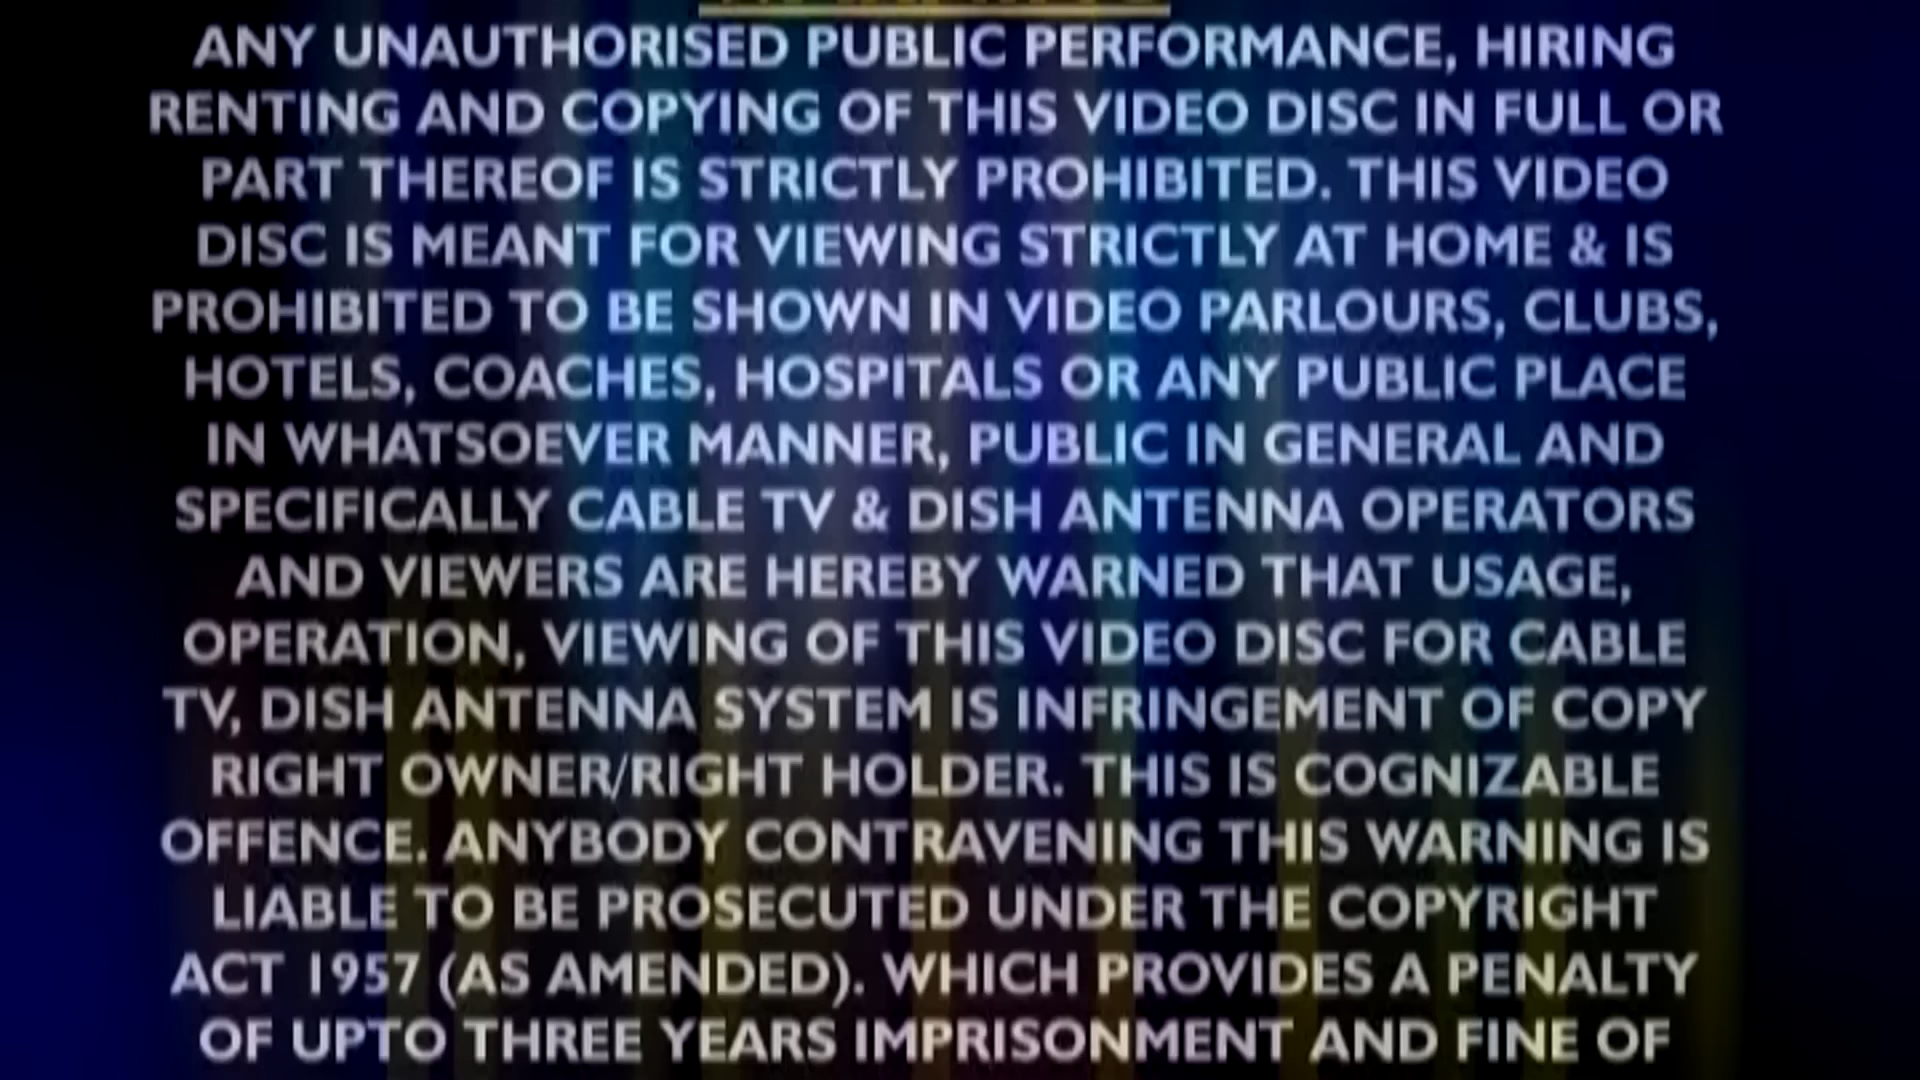 ANY UNAUTHORISED PUBLIC PERFORMANCE, HIRING
RENTING AND COPYING OF THIS VIDEO DISC IN FULL OR
PART THEREOF IS STRICTLY PROHIBITED. THIS VIDEO
DISC IS MEANT FOR VIEWING STRICTLY AT HOME & IS
PROHIBITED TO BE SHOWN IN VIDEO PARLOURS, CLUBS,
HOTELS, COACHES, HOSPITALS OR ANY PUBLIC PLACE
IN WHATSOEVER MANNER, PUBLIC IN GENERAL AND
SPECIFICALLY CABLE TV & DISH ANTENNA OPERATORS
AND VIEWERS ARE HEREBY WARNED THAT USAGE,
OPERATION, VIEWING OF THIS VIDEO DISC FOR CABLE
TV, DISH ANTENNA SYSTEM IS INFRINGEMENT OF COPY
RIGHT OWNER/RIGHT HOLDER. THIS IS COGNIZABLE
OFFENCE. ANYBODY CONTRAVENING THIS WARNING IS
LIABLE TO BE PROSECUTED UNDER THE COPYRIGHT
ACT 1957 (AS AMENDED). WHICH PROVIDES A PENALTY
OF UPTO THREE YEARS IMPRISONMENT AND FINE OF